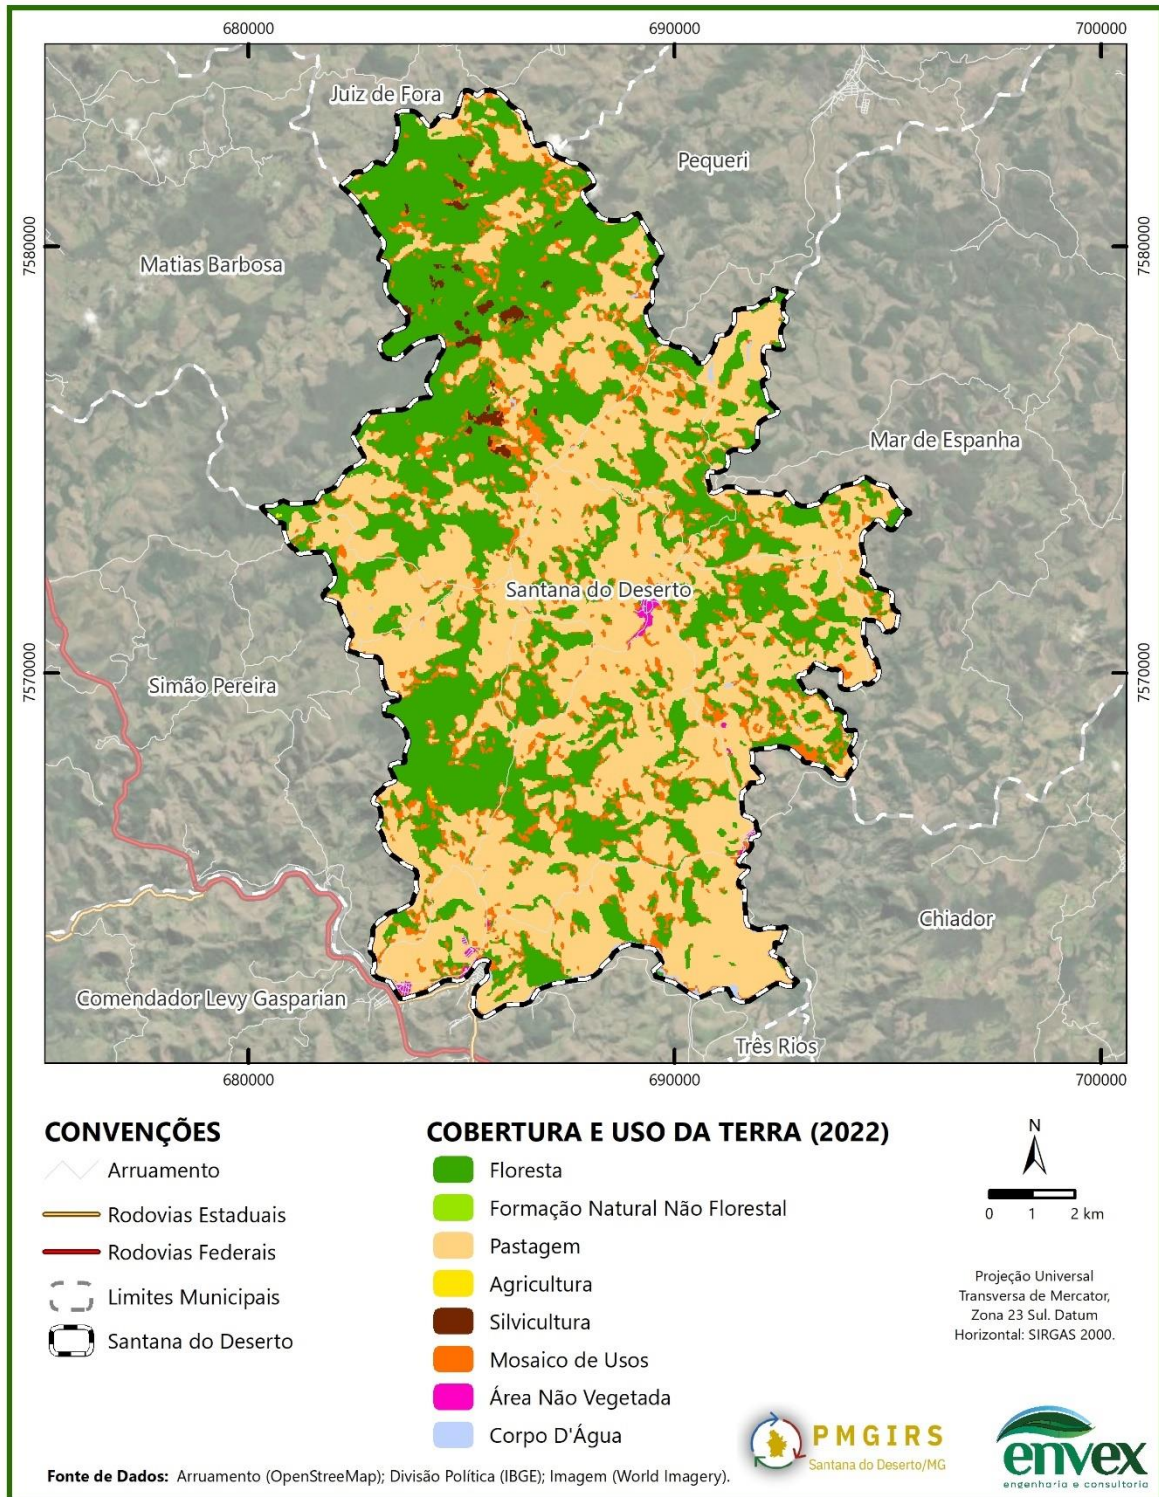 680000
690000
700000
Juiz de Fora
Pequeri
7580000
7580000
Matias Barbosa
Mar de Espanha
Santana do Deserto
7570000
7570000
Simão Pereira
Chiador
Comendador Levy Gasparian
Três Rios
680000
690000
700000
CONVENÇÕES
Arruamento
Rodovias Estaduais
Rodovias Federais
Limites Municipais
Santana do Deserto
COBERTURA E USO DA TERRA (2022)
Floresta
Formação Natural Não Florestal
Pastagem
Agricultura
Silvicultura
Mosaico de Usos
Área Não Vegetada
Corpo D'Água
N
0 1 2 km
Projeção Universal
Transversa de Mercator,
Zona 23 Sul. Datum
Horizontal: SIRGAS 2000.
PMGIRS
Santana do Deserto/MG
envex
engenharia e consultoria
Fonte de Dados: Arruamento (OpenStreeMap); Divisão Política (IBGE); Imagem (World Imagery).